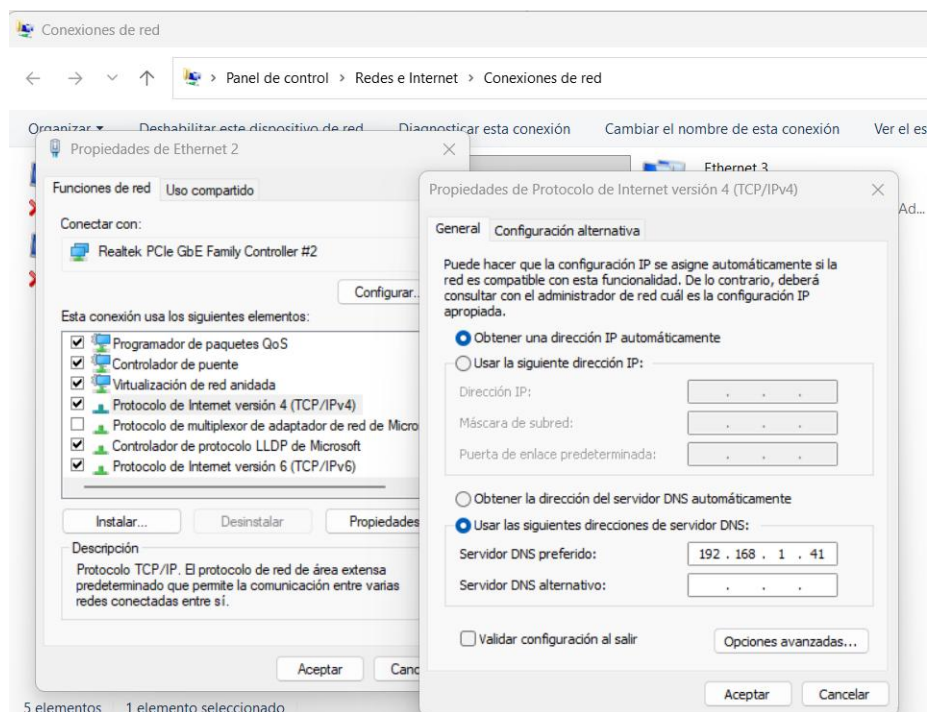 Conexiones de red
Panel de control > Redes e Internet > Conexiones de red
Organizar Deshabilitar este dispositivo de red Diagnosticar esta conexión Cambiar el nombre de esta conexión Ver el es
Ethernet 3
Ad...
Propiedades de Ethernet 2
Funciones de red Uso compartido
Conectar con:
Realtek PCIe GbE Family Controller #2
Configurar..
Esta conexión usa los siguientes elementos:
Programador de paquetes QoS
Controlador de puente
Virtualización de red anidada
Protocolo de Internet versión 4 (TCP/IPv4)
Protocolo de multiplexor de adaptador de red de Micro
Controlador de protocolo LLDP de Microsoft
Protocolo de Internet versión 6 (TCP/IPv6)
Instalar... Desinstalar Propiedades
Descripción
Protocolo TCP/IP. El protocolo de red de área extensa
predeterminado que permite la comunicación entre varias
redes conectadas entre sí.
Aceptar Canc
Propiedades de Protocolo de Internet versión 4 (TCP/IPv4)
General Configuración alternativa
Puede hacer que la configuración IP se asigne automáticamente si la
red es compatible con esta funcionalidad. De lo contrario, deberá
consultar con el administrador de red cuál es la configuración IP
apropiada.
Obtener una dirección IP automáticamente
Usar la siguiente dirección IP:
Dirección IP: . . .
Máscara de subred: . . .
Puerta de enlace predeterminada: . . .
Obtener la dirección del servidor DNS automáticamente
Usar las siguientes direcciones de servidor DNS:
Servidor DNS preferido: 192 . 168 . 1 . 41
Servidor DNS alternativo: . . .
Validar configuración al salir Opciones avanzadas...
Aceptar Cancelar
5 elementos 1 elemento seleccionado